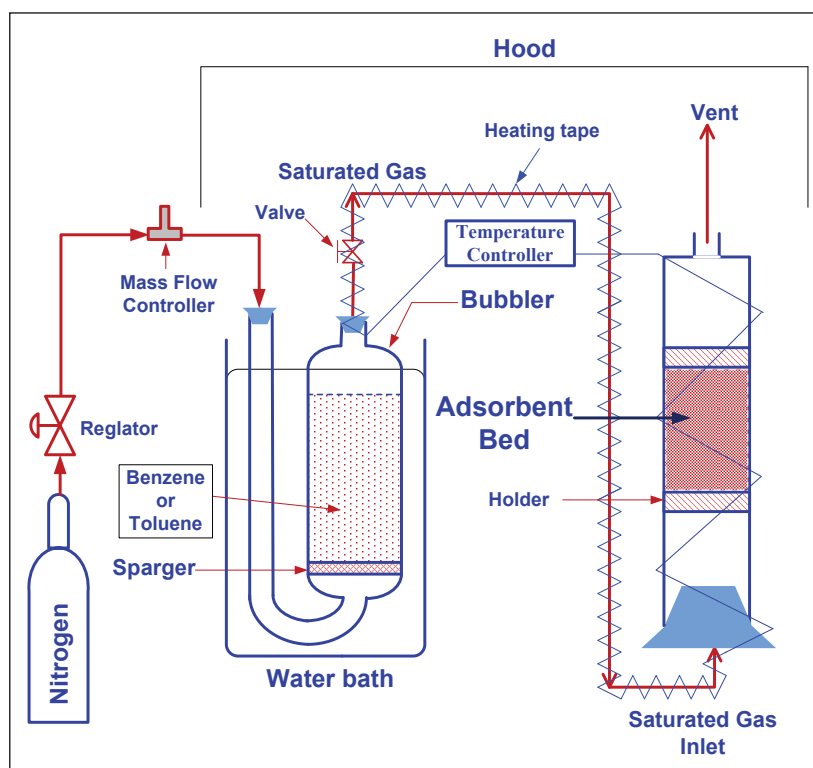 Hood
Vent
Heating tape
Saturated Gas
Valve
Temperature
Controller
Mass Flow
Controller
Bubbler
Adsorbent
Bed
Reglator
Benzene
or
Toluene
Holder
Sparger
Nitrogen
Water bath
Saturated Gas
Inlet